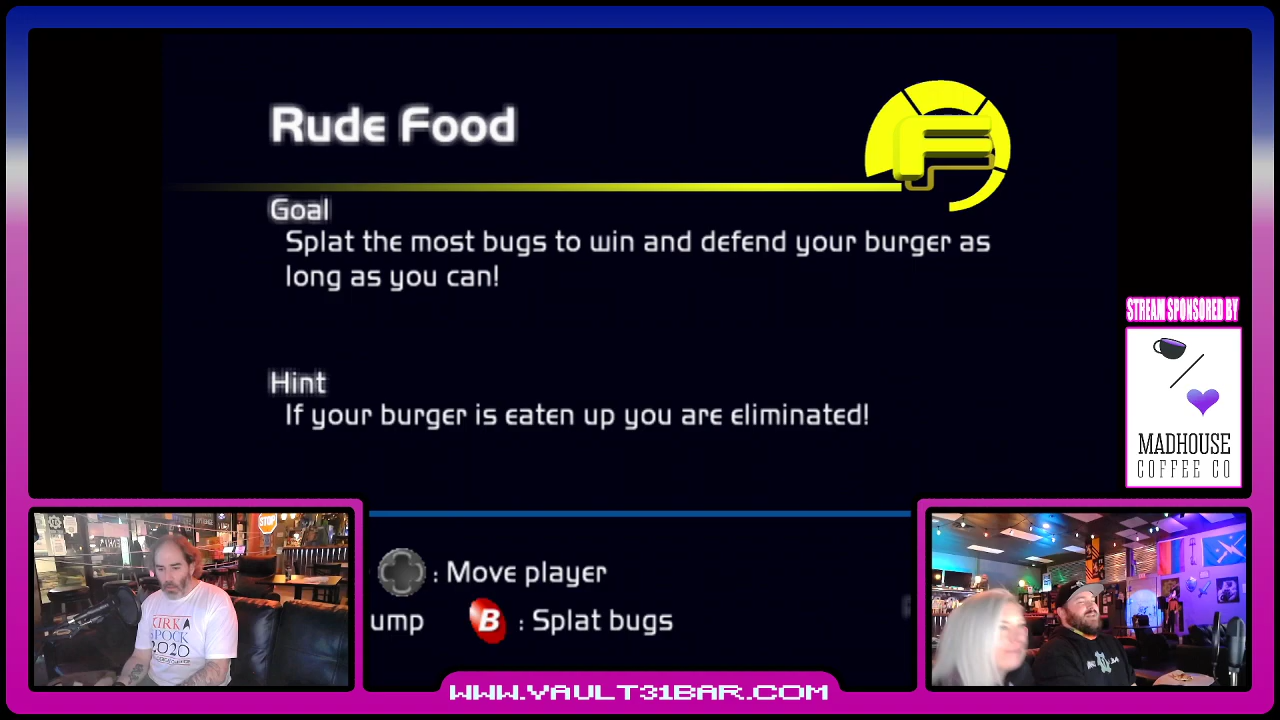 Rude Food
F
Goal
Splat the most bugs to win and defend your burger as
long as you can!
Hint
If your burger is eaten up you are eliminated!
STREAM SPONSORED BY
MADHOUSE
COFFEE CO
STOP
: Move player
ump B : Splat bugs
KIRK
SPOCK
2020
WWW.VAULT31BAR.COM